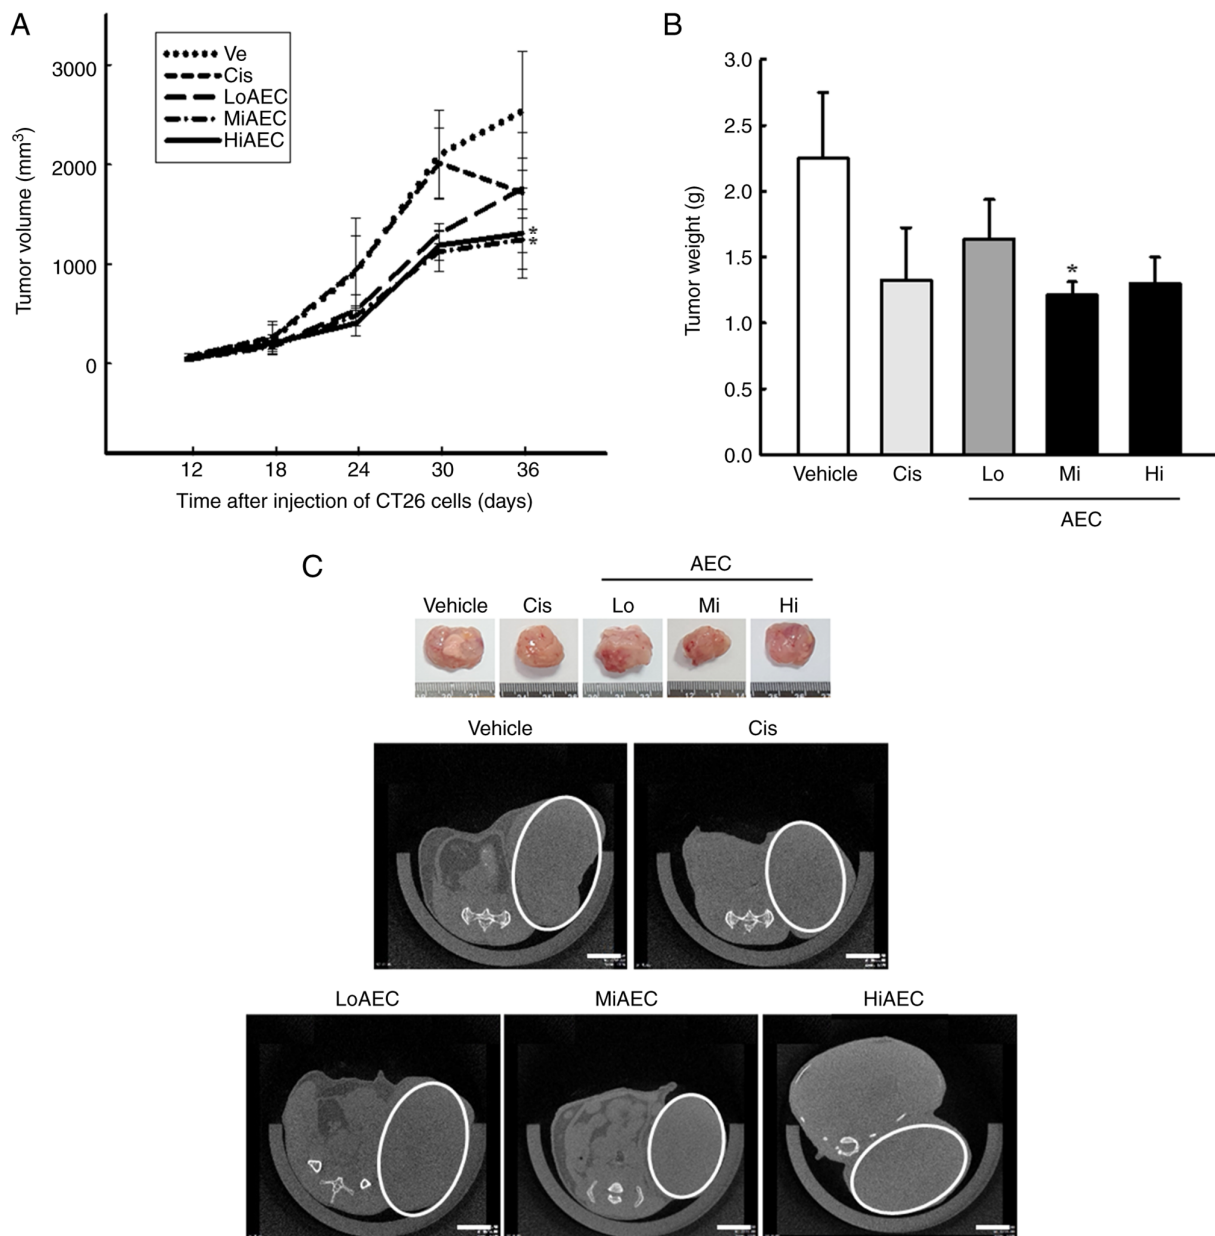 A
Ve
Cis
LoAEC
MiAEC
HiAEC
3000
2000
1000
0
Tumor volume (mm³)
*
*
12 18 24 30 36
Time after injection of CT26 cells (days)
B
3.0
2.5
2.0
1.5
1.0
0.5
0.0
Tumor weight (g)
*
Vehicle Cis Lo Mi Hi
AEC
C
AEC
Vehicle Cis Lo Mi Hi
Vehicle Cis
LoAEC MiAEC HiAEC